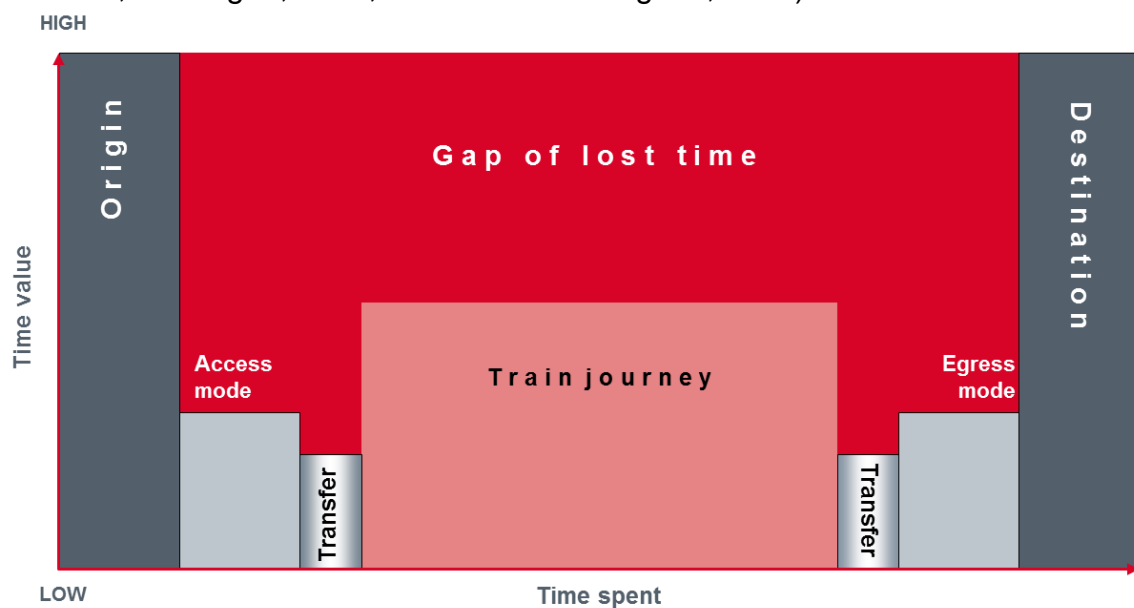 HIGH
Origin
Gap of lost time
Destination
Time value
Access
mode
Train journey
Egress
mode
Transfer
Transfer
LOW
Time spent